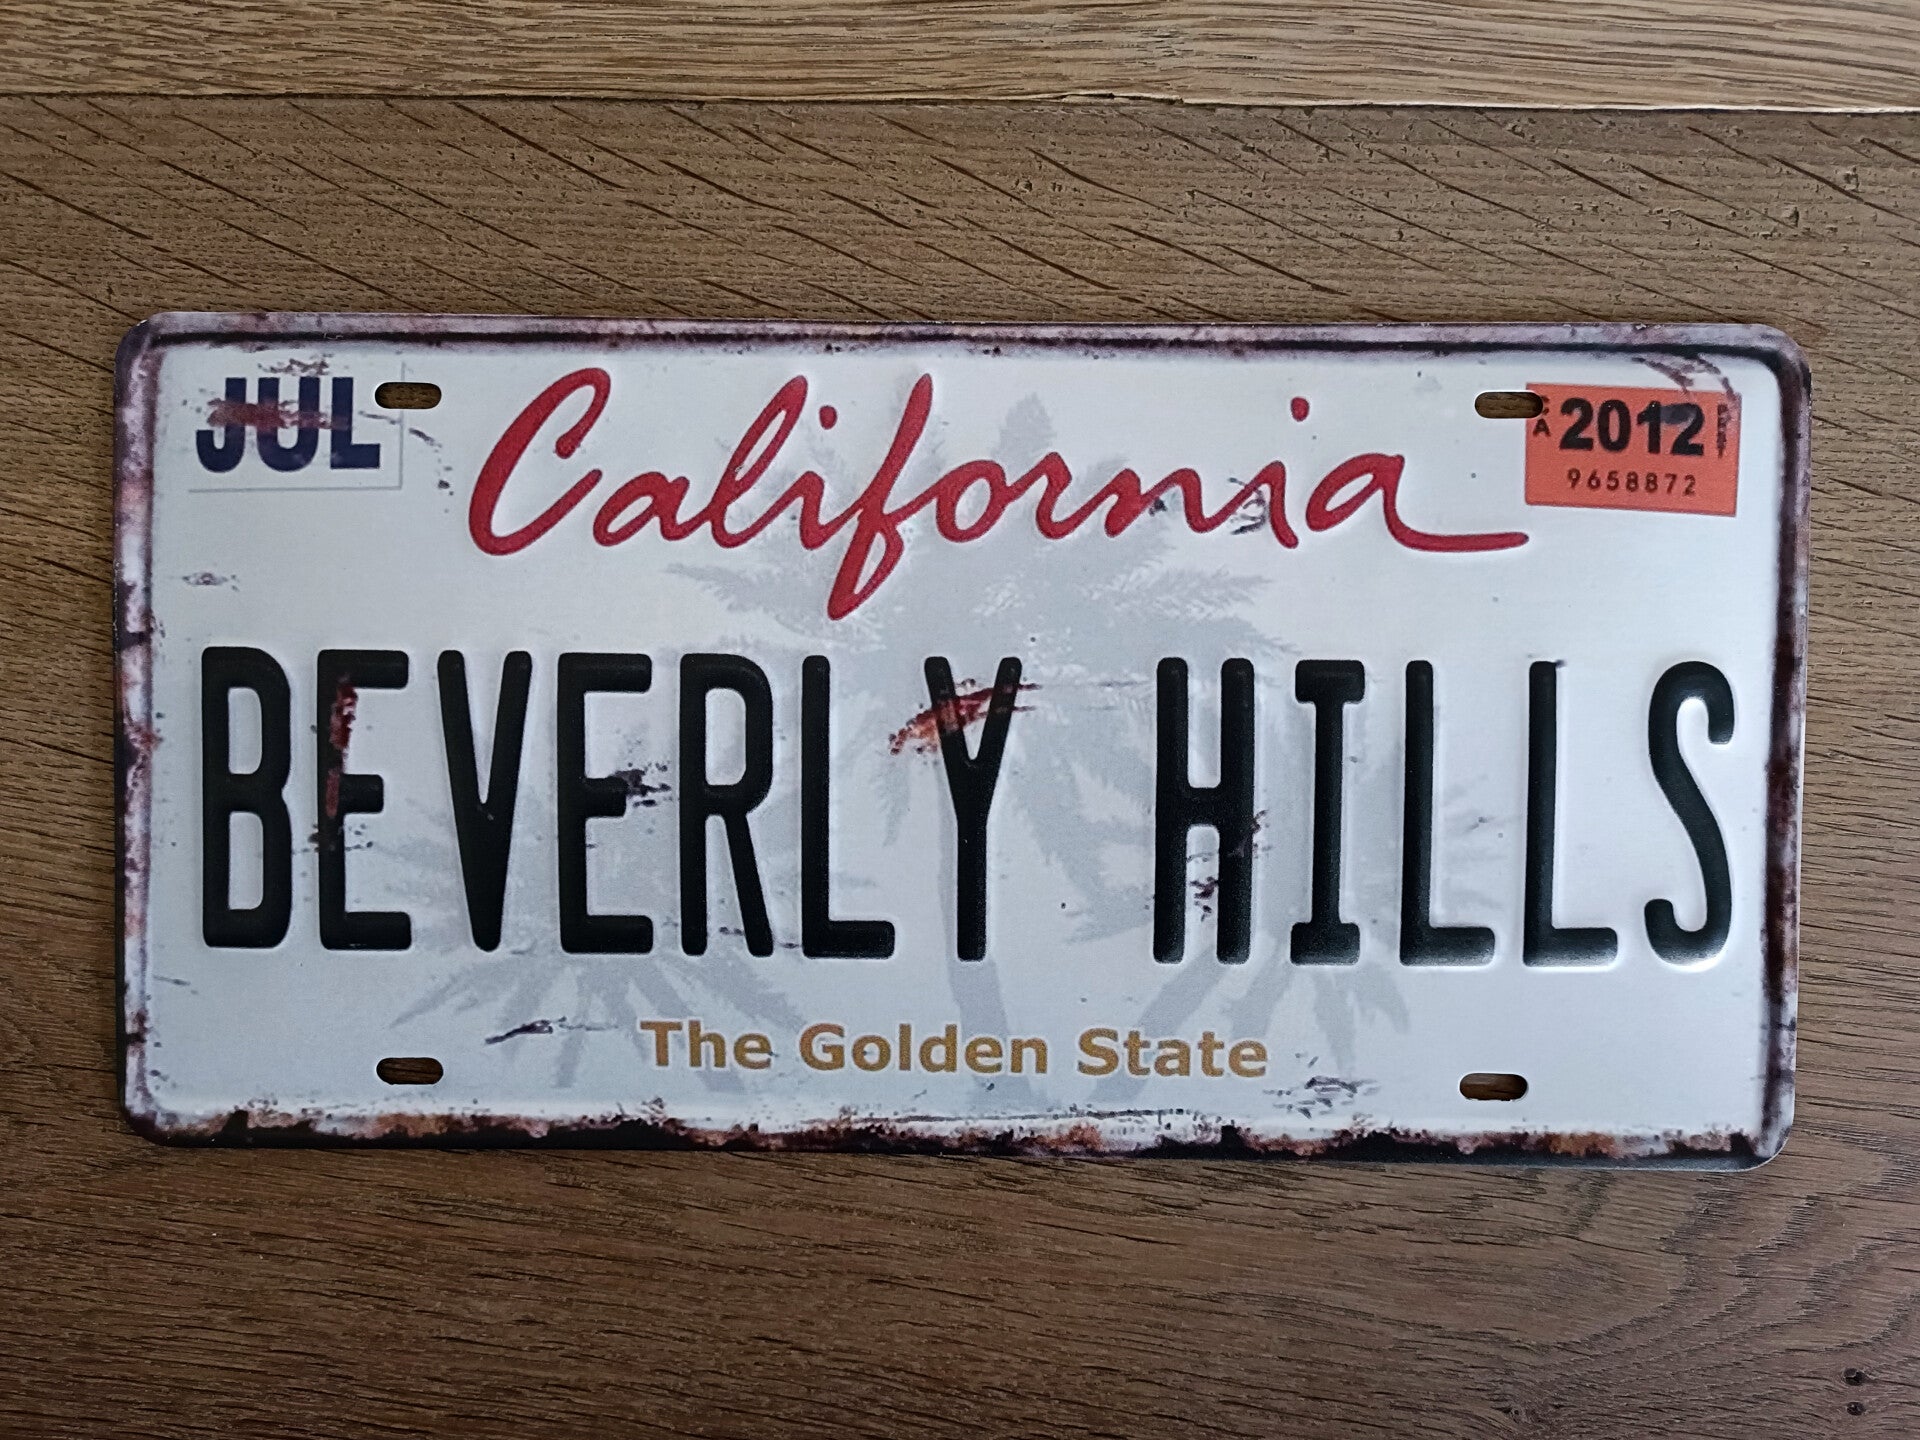 JUL
California
CA 2012
9658872
BEVERLY HILLS
The Golden State